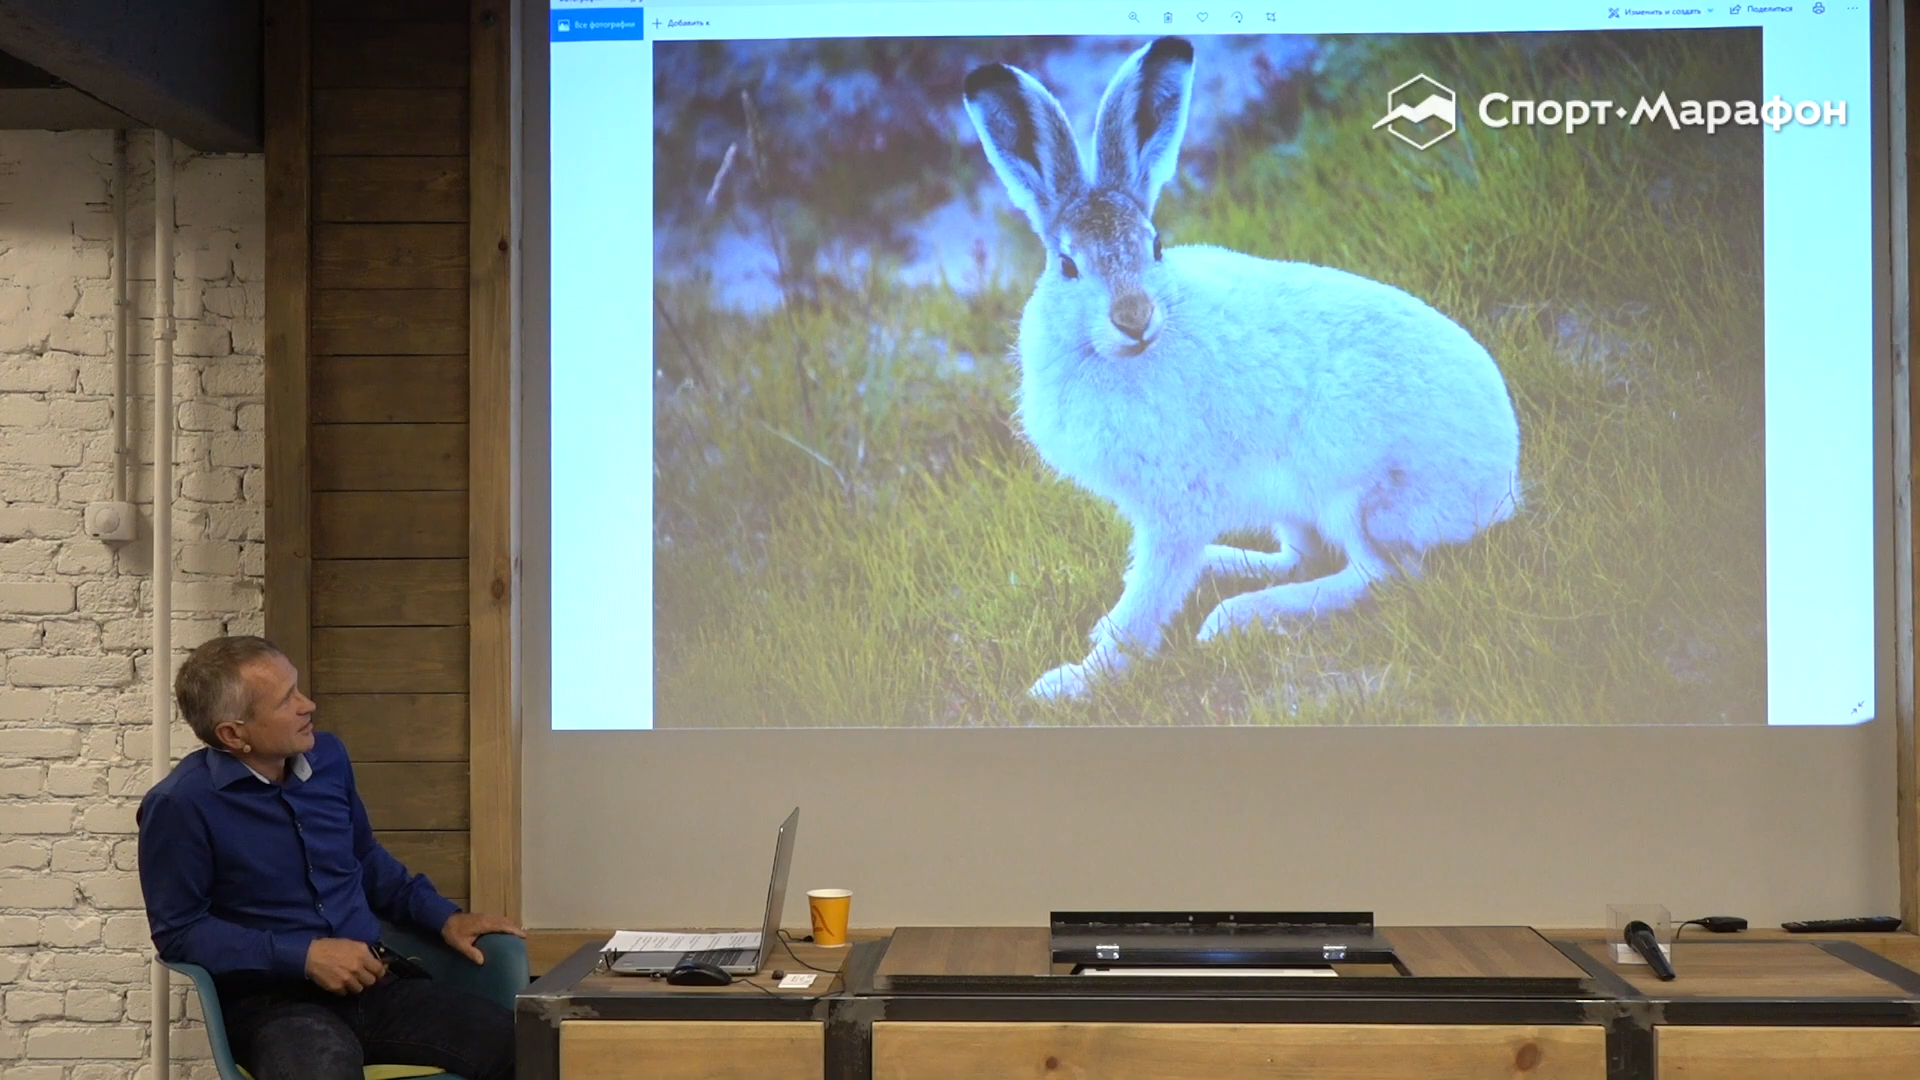 Все фотографии
Добавить к
Изменить и создать
Поделиться
Спорт•Марафон